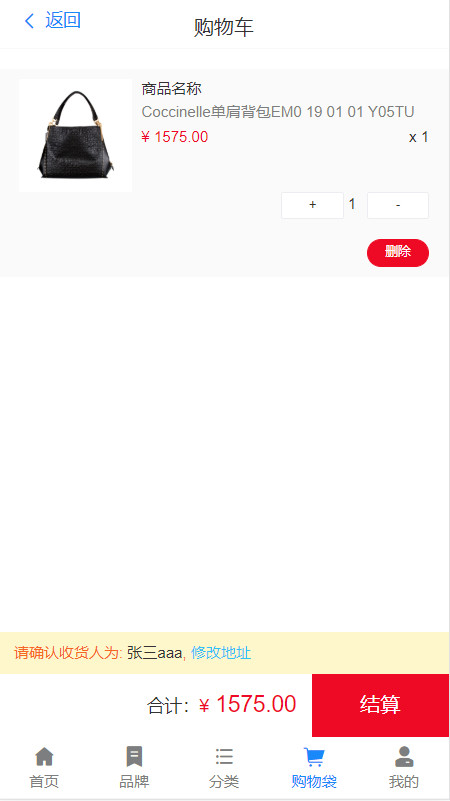 返回
购物车
商品名称
Coccinelle单肩背包EM0 19 01 01 Y05TU
¥ 1575.00 x 1
+ 1 -
删除
请确认收货人为: 张三aaa, 修改地址
合计：¥ 1575.00 结算
首页 品牌 分类 购物袋 我的